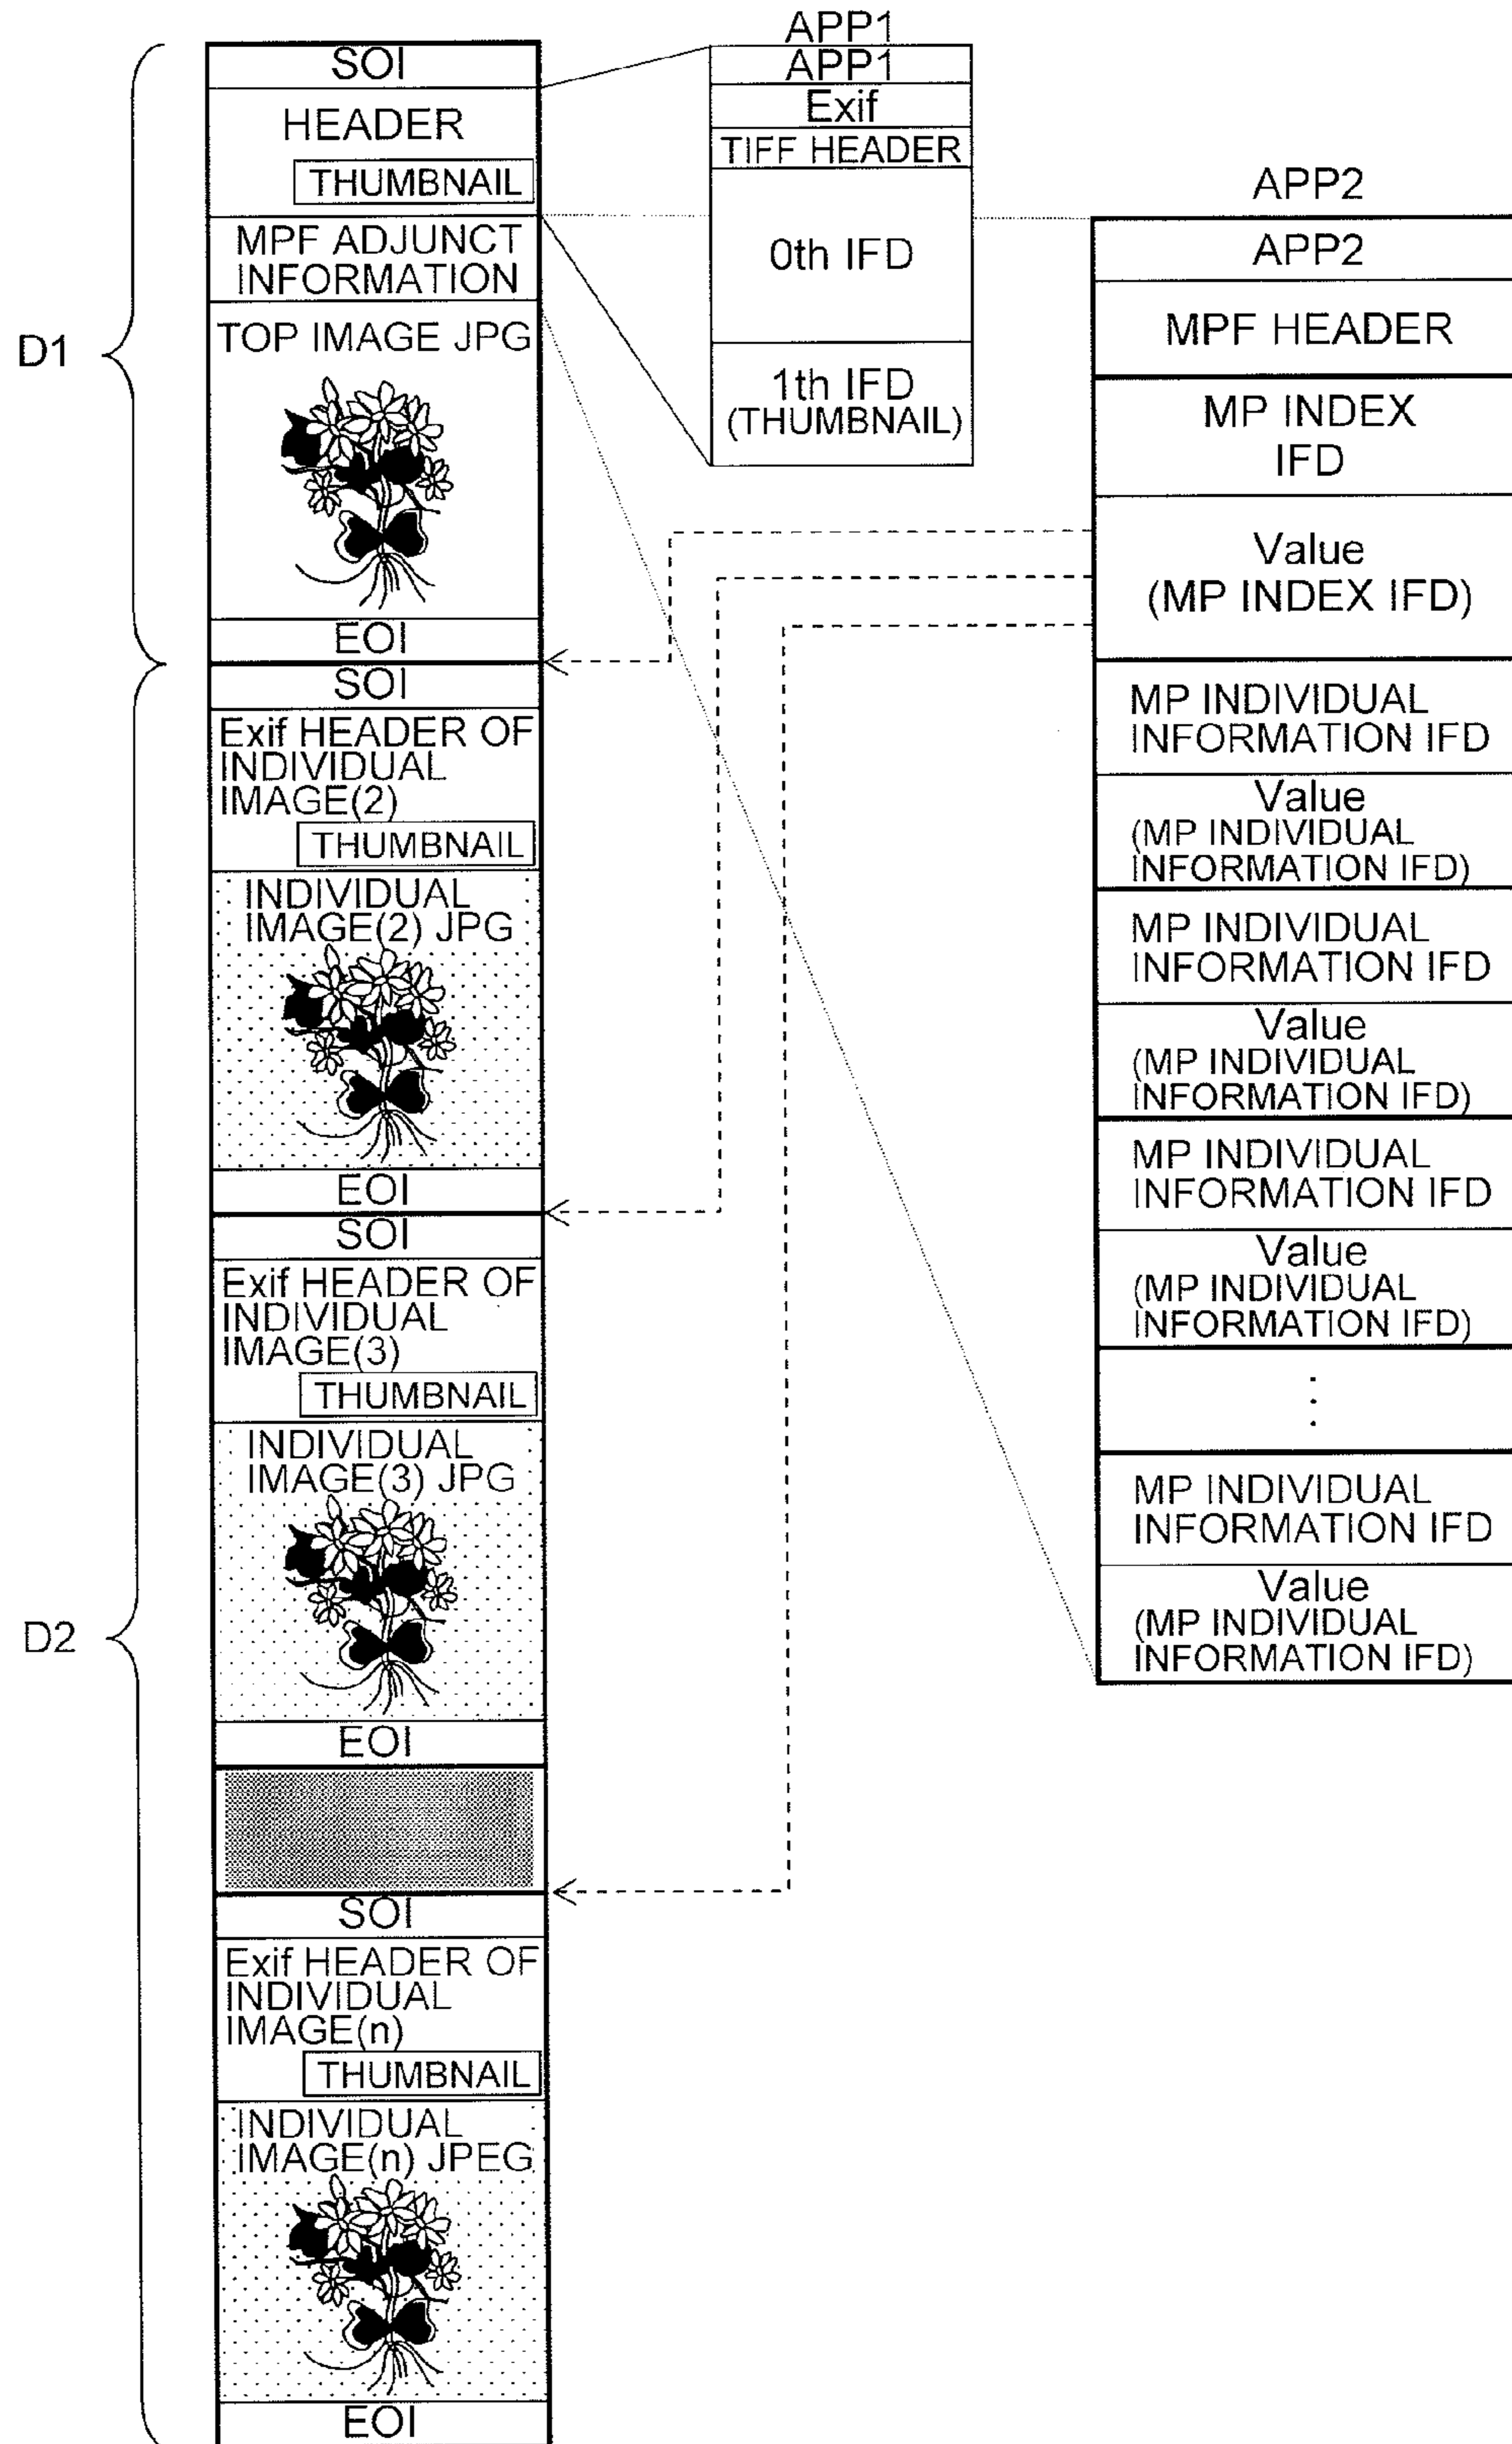 D1
D2
SOI
HEADER
THUMBNAIL
MPF ADJUNCT
INFORMATION
TOP IMAGE JPG
EOI
SOI
Exif HEADER OF
INDIVIDUAL
IMAGE(2)
THUMBNAIL
INDIVIDUAL
IMAGE(2) JPG
EOI
SOI
Exif HEADER OF
INDIVIDUAL
IMAGE(3)
THUMBNAIL
INDIVIDUAL
IMAGE(3) JPG
EOI
SOI
Exif HEADER OF
INDIVIDUAL
IMAGE(n)
THUMBNAIL
INDIVIDUAL
IMAGE(n) JPEG
EOI
APP1
APP1
Exif
TIFF HEADER
0th IFD
1th IFD
(THUMBNAIL)
APP2
APP2
MPF HEADER
MP INDEX
IFD
Value
(MP INDEX IFD)
MP INDIVIDUAL
INFORMATION IFD
Value
(MP INDIVIDUAL
INFORMATION IFD)
MP INDIVIDUAL
INFORMATION IFD
Value
(MP INDIVIDUAL
INFORMATION IFD)
MP INDIVIDUAL
INFORMATION IFD
Value
(MP INDIVIDUAL
INFORMATION IFD)
⋮
MP INDIVIDUAL
INFORMATION IFD
Value
(MP INDIVIDUAL
INFORMATION IFD)